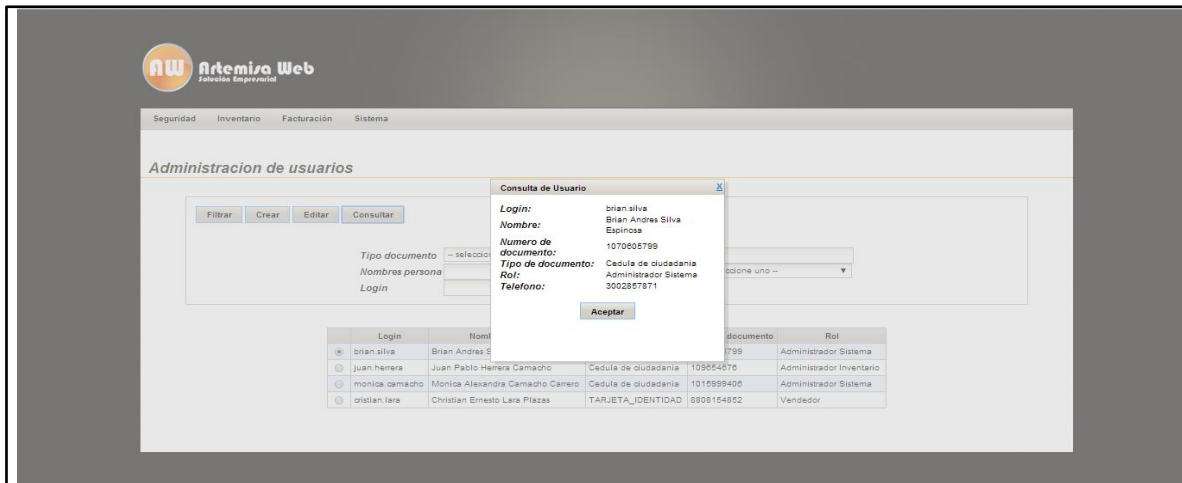 AW Artemisa Web
Solución Empresarial
Seguridad Inventario Facturación Sistema
Administracion de usuarios
Filtrar Crear Editar Consultar
Tipo documento -- seleccio
Nombres persona ccione uno --
Login
Consulta de Usuario X
Login: brian.silva
Nombre: Brian Andres Silva
Espinosa
Numero de
documento: 1070605799
Tipo de documento: Cedula de ciudadania
Rol: Administrador Sistema
Telefono: 3002857871
Aceptar
Login Nom documento Rol
brian.silva Brian Andres S 799 Administrador Sistema
juan.herrera Juan Pablo Herrera Camacho Cedula de ciudadania 109654676 Administrador Inventario
monica.camacho Monica Alexandra Camacho Carrero Cedula de ciudadania 1015999406 Administrador Sistema
cristian.lara Christian Ernesto Lara Plazas TARJETA_IDENTIDAD 8808154852 Vendedor